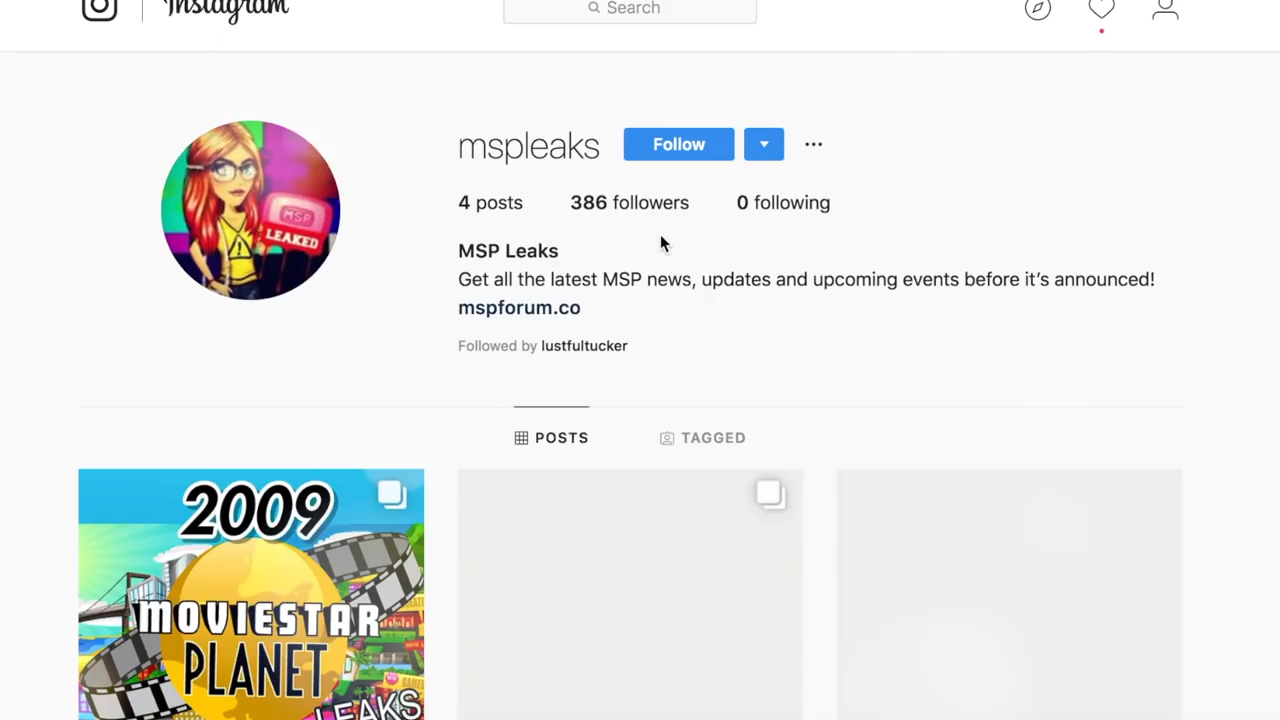 Instagram
Search
mspleaks
Follow
4 posts 386 followers 0 following
MSP Leaks
Get all the latest MSP news, updates and upcoming events before it’s announced!
mspforum.co
Followed by lustfultucker
POSTS TAGGED
MSP
LEAKED
2009
MOVIESTAR
PLANET
LEAKS